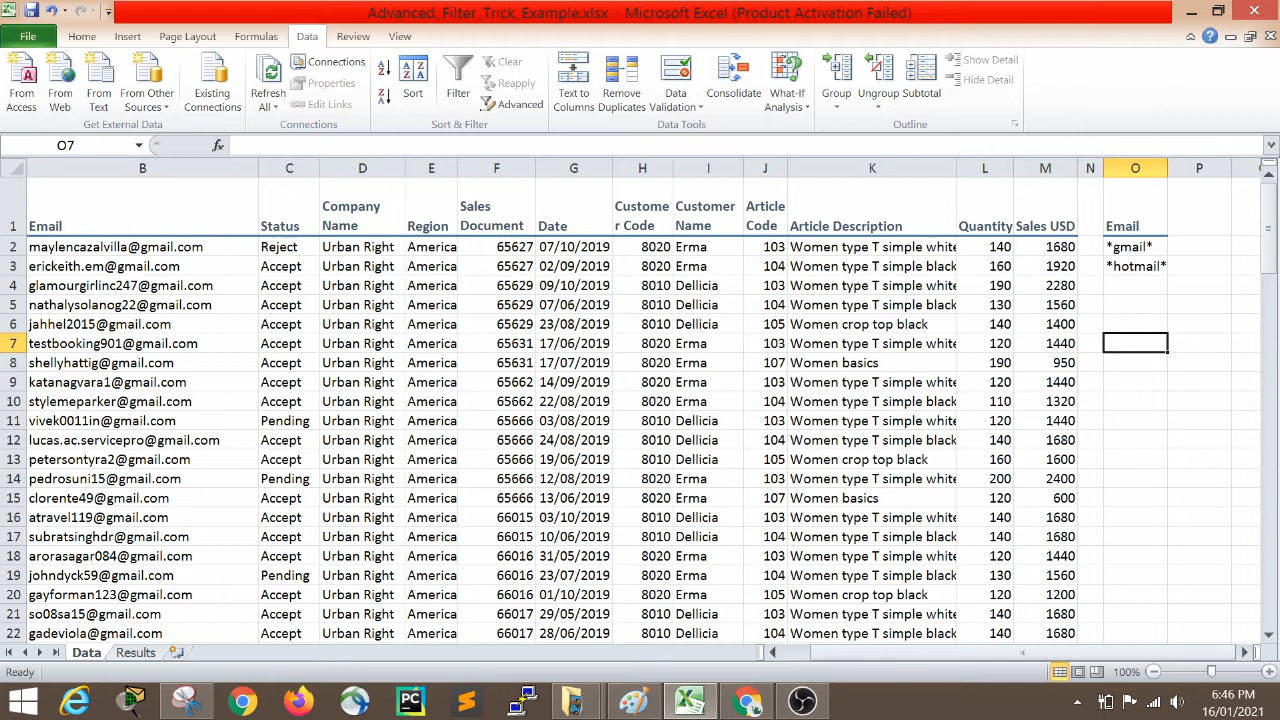 Advanced_Filter_Trick_Example.xlsx - Microsoft Excel (Product Activation Failed)
File Home Insert Page Layout Formulas Data Review View
From Access
From Web
From Text
From Other Sources
Existing Connections
Get External Data
Refresh All
Connections
Properties
Edit Links
Connections
Sort
Filter
Clear
Reapply
Advanced
Sort & Filter
Text to Columns
Remove Duplicates
Data Validation
Consolidate
What-If Analysis
Data Tools
Group
Ungroup
Subtotal
Show Detail
Hide Detail
Outline
O7 fx
B C D E F G H I J K L M N O P
1 Email Status Company Name Region Sales Document Date Customer Code Customer Name Article Code Article Description Quantity Sales USD Email
2 maylencazalvilla@gmail.com Reject Urban Right America 65627 07/10/2019 8020 Erma 103 Women type T simple white 140 1680 *gmail*
3 erickeith.em@gmail.com Accept Urban Right America 65627 02/09/2019 8020 Erma 104 Women type T simple black 160 1920 *hotmail*
4 glamourgirlinc247@gmail.com Accept Urban Right America 65629 09/10/2019 8010 Dellicia 103 Women type T simple white 190 2280
5 nathalysolanog22@gmail.com Accept Urban Right America 65629 07/06/2019 8010 Dellicia 104 Women type T simple black 130 1560
6 jahhel2015@gmail.com Accept Urban Right America 65629 23/08/2019 8010 Dellicia 105 Women crop top black 140 1400
7 testbooking901@gmail.com Accept Urban Right America 65631 17/06/2019 8020 Erma 103 Women type T simple white 120 1440
8 shellyhattig@gmail.com Accept Urban Right America 65631 17/07/2019 8020 Erma 107 Women basics 190 950
9 katanagvara1@gmail.com Accept Urban Right America 65662 14/09/2019 8020 Erma 103 Women type T simple white 120 1440
10 stylemeparker@gmail.com Accept Urban Right America 65662 22/08/2019 8020 Erma 104 Women type T simple black 110 1320
11 vivek0011in@gmail.com Pending Urban Right America 65666 03/08/2019 8010 Dellicia 103 Women type T simple white 120 1440
12 lucas.ac.servicepro@gmail.com Accept Urban Right America 65666 24/08/2019 8010 Dellicia 104 Women type T simple black 140 1680
13 petersontyra2@gmail.com Accept Urban Right America 65666 19/06/2019 8010 Dellicia 105 Women crop top black 160 1600
14 pedrosuni15@gmail.com Pending Urban Right America 65666 12/08/2019 8020 Erma 103 Women type T simple white 200 2400
15 clorente49@gmail.com Accept Urban Right America 65666 13/06/2019 8020 Erma 107 Women basics 120 600
16 atravel119@gmail.com Accept Urban Right America 66015 03/10/2019 8010 Dellicia 103 Women type T simple white 140 1680
17 subratsinghdr@gmail.com Accept Urban Right America 66015 10/06/2019 8010 Dellicia 104 Women type T simple black 140 1680
18 arorasagar084@gmail.com Accept Urban Right America 66016 31/05/2019 8020 Erma 103 Women type T simple white 120 1440
19 johndyck59@gmail.com Pending Urban Right America 66016 23/07/2019 8020 Erma 104 Women type T simple black 130 1560
20 gayforman123@gmail.com Accept Urban Right America 66016 01/10/2019 8020 Erma 105 Women crop top black 120 1200
21 so08sa15@gmail.com Accept Urban Right America 66017 29/05/2019 8010 Dellicia 103 Women type T simple white 140 1680
22 gadeviola@gmail.com Accept Urban Right America 66017 28/06/2019 8010 Dellicia 104 Women type T simple black 140 1680
Data Results
Ready 100%
6:46 PM
16/01/2021